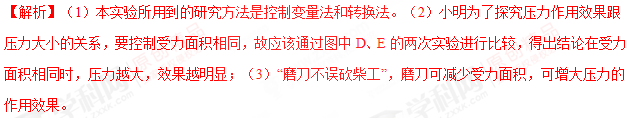 【解析】（1）本实验所用到的研究方法是控制变量法和转换法。（2）小明为了探究压力作用效果跟
压力大小的关系，要控制受力面积相同，故应该通过图中 D、E 的两次实验进行比较，得出结论在受力
面积相同时，压力越大，效果越明显；（3）“磨刀不误砍柴工”，磨刀可减少受力面积，可增大压力的
作用效果。